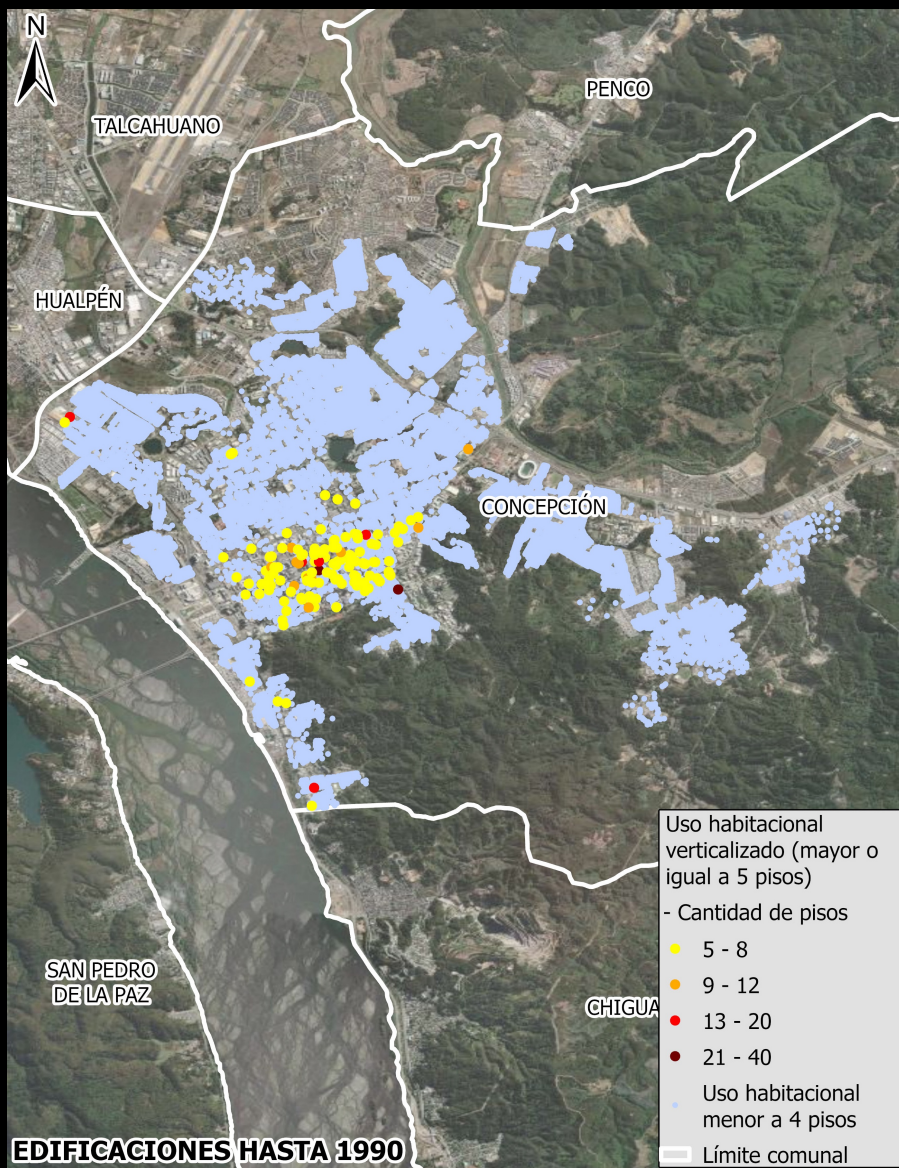 N
PENCO
TALCAHUANO
HUALPÉN
CONCEPCIÓN
SAN PEDRO
DE LA PAZ
CHIGUA
Uso habitacional
verticalizado (mayor o
igual a 5 pisos)
- Cantidad de pisos
5 - 8
9 - 12
13 - 20
21 - 40
Uso habitacional
menor a 4 pisos
Límite comunal
EDIFICACIONES HASTA 1990